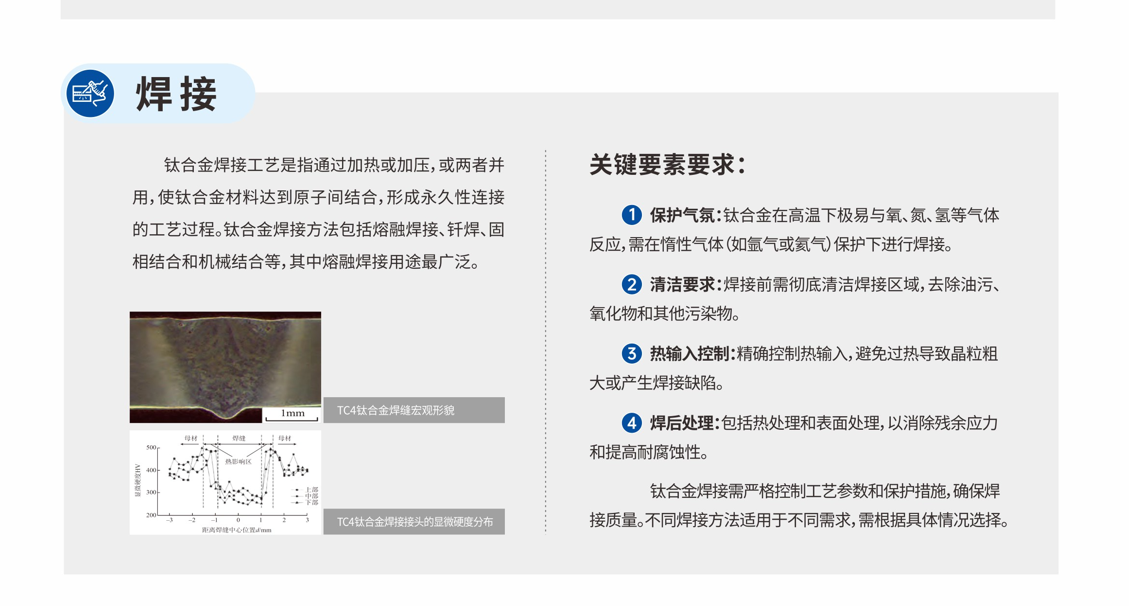 焊接
钛合金焊接工艺是指通过加热或加压，或两者并
用，使钛合金材料达到原子间结合，形成永久性连接
的工艺过程。钛合金焊接方法包括熔融焊接、钎焊、固
相结合和机械结合等，其中熔融焊接用途最广泛。
1mm
TC4钛合金焊缝宏观形貌
母材 焊缝 母材
热影响区
500
400
300
200
显微硬度HV
上部
中部
下部
-3 -2 -1 0 1 2 3
距离焊缝中心位置d/mm
TC4钛合金焊接接头的显微硬度分布
关键要素要求：
1 保护气氛：钛合金在高温下极易与氧、氮、氢等气体
反应，需在惰性气体（如氩气或氦气）保护下进行焊接。
2 清洁要求：焊接前需彻底清洁焊接区域，去除油污、
氧化物和其他污染物。
3 热输入控制：精确控制热输入，避免过热导致晶粒粗
大或产生焊接缺陷。
4 焊后处理：包括热处理和表面处理，以消除残余应力
和提高耐腐蚀性。
钛合金焊接需严格控制工艺参数和保护措施，确保焊
接质量。不同焊接方法适用于不同需求，需根据具体情况选择。